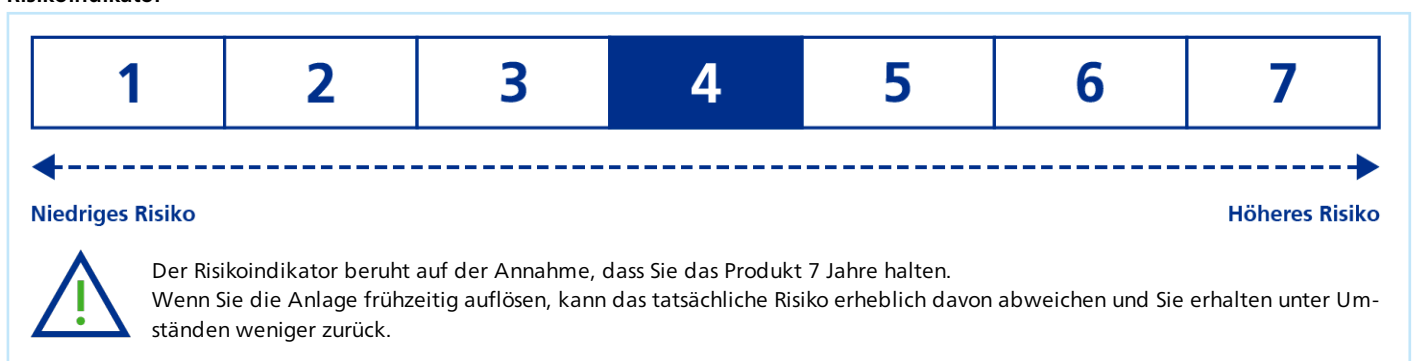 1 2 3 4 5 6 7
Niedriges Risiko Höheres Risiko
Der Risikoindikator beruht auf der Annahme, dass Sie das Produkt 7 Jahre halten.
Wenn Sie die Anlage frühzeitig auflösen, kann das tatsächliche Risiko erheblich davon abweichen und Sie erhalten unter Um-
ständen weniger zurück.